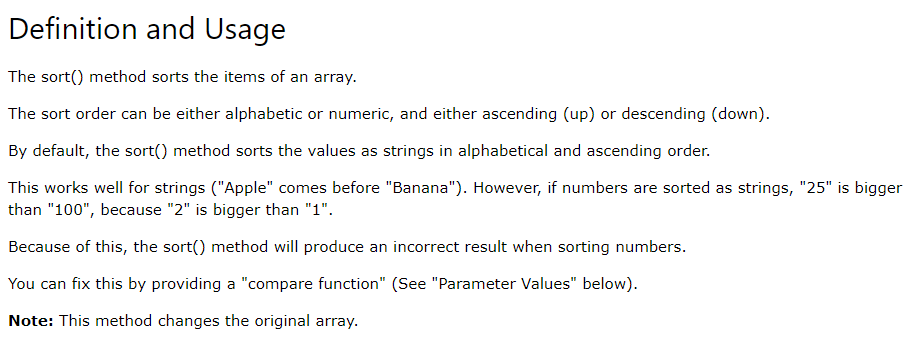 Definition and Usage
The sort() method sorts the items of an array.
The sort order can be either alphabetic or numeric, and either ascending (up) or descending (down).
By default, the sort() method sorts the values as strings in alphabetical and ascending order.
This works well for strings ("Apple" comes before "Banana"). However, if numbers are sorted as strings, "25" is bigger
than "100", because "2" is bigger than "1".
Because of this, the sort() method will produce an incorrect result when sorting numbers.
You can fix this by providing a "compare function" (See "Parameter Values" below).
Note: This method changes the original array.